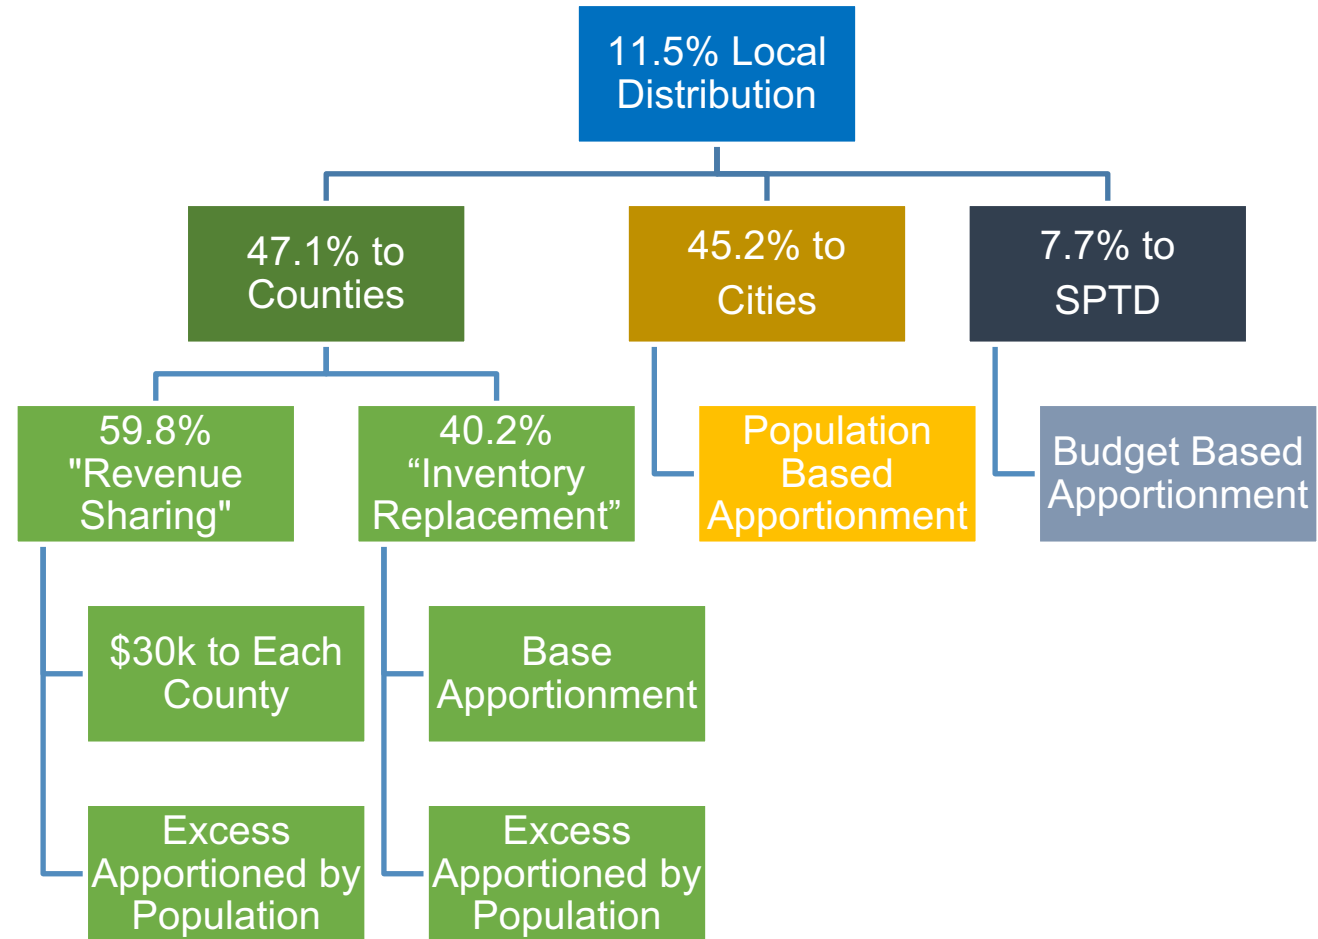 11.5% Local
Distribution
47.1% to
Counties
45.2% to
Cities
7.7% to
SPTD
59.8%
"Revenue
Sharing"
40.2%
“Inventory
Replacement”
Population
Based
Apportionment
Budget Based
Apportionment
$30k to Each
County
Base
Apportionment
Excess
Apportioned by
Population
Excess
Apportioned by
Population